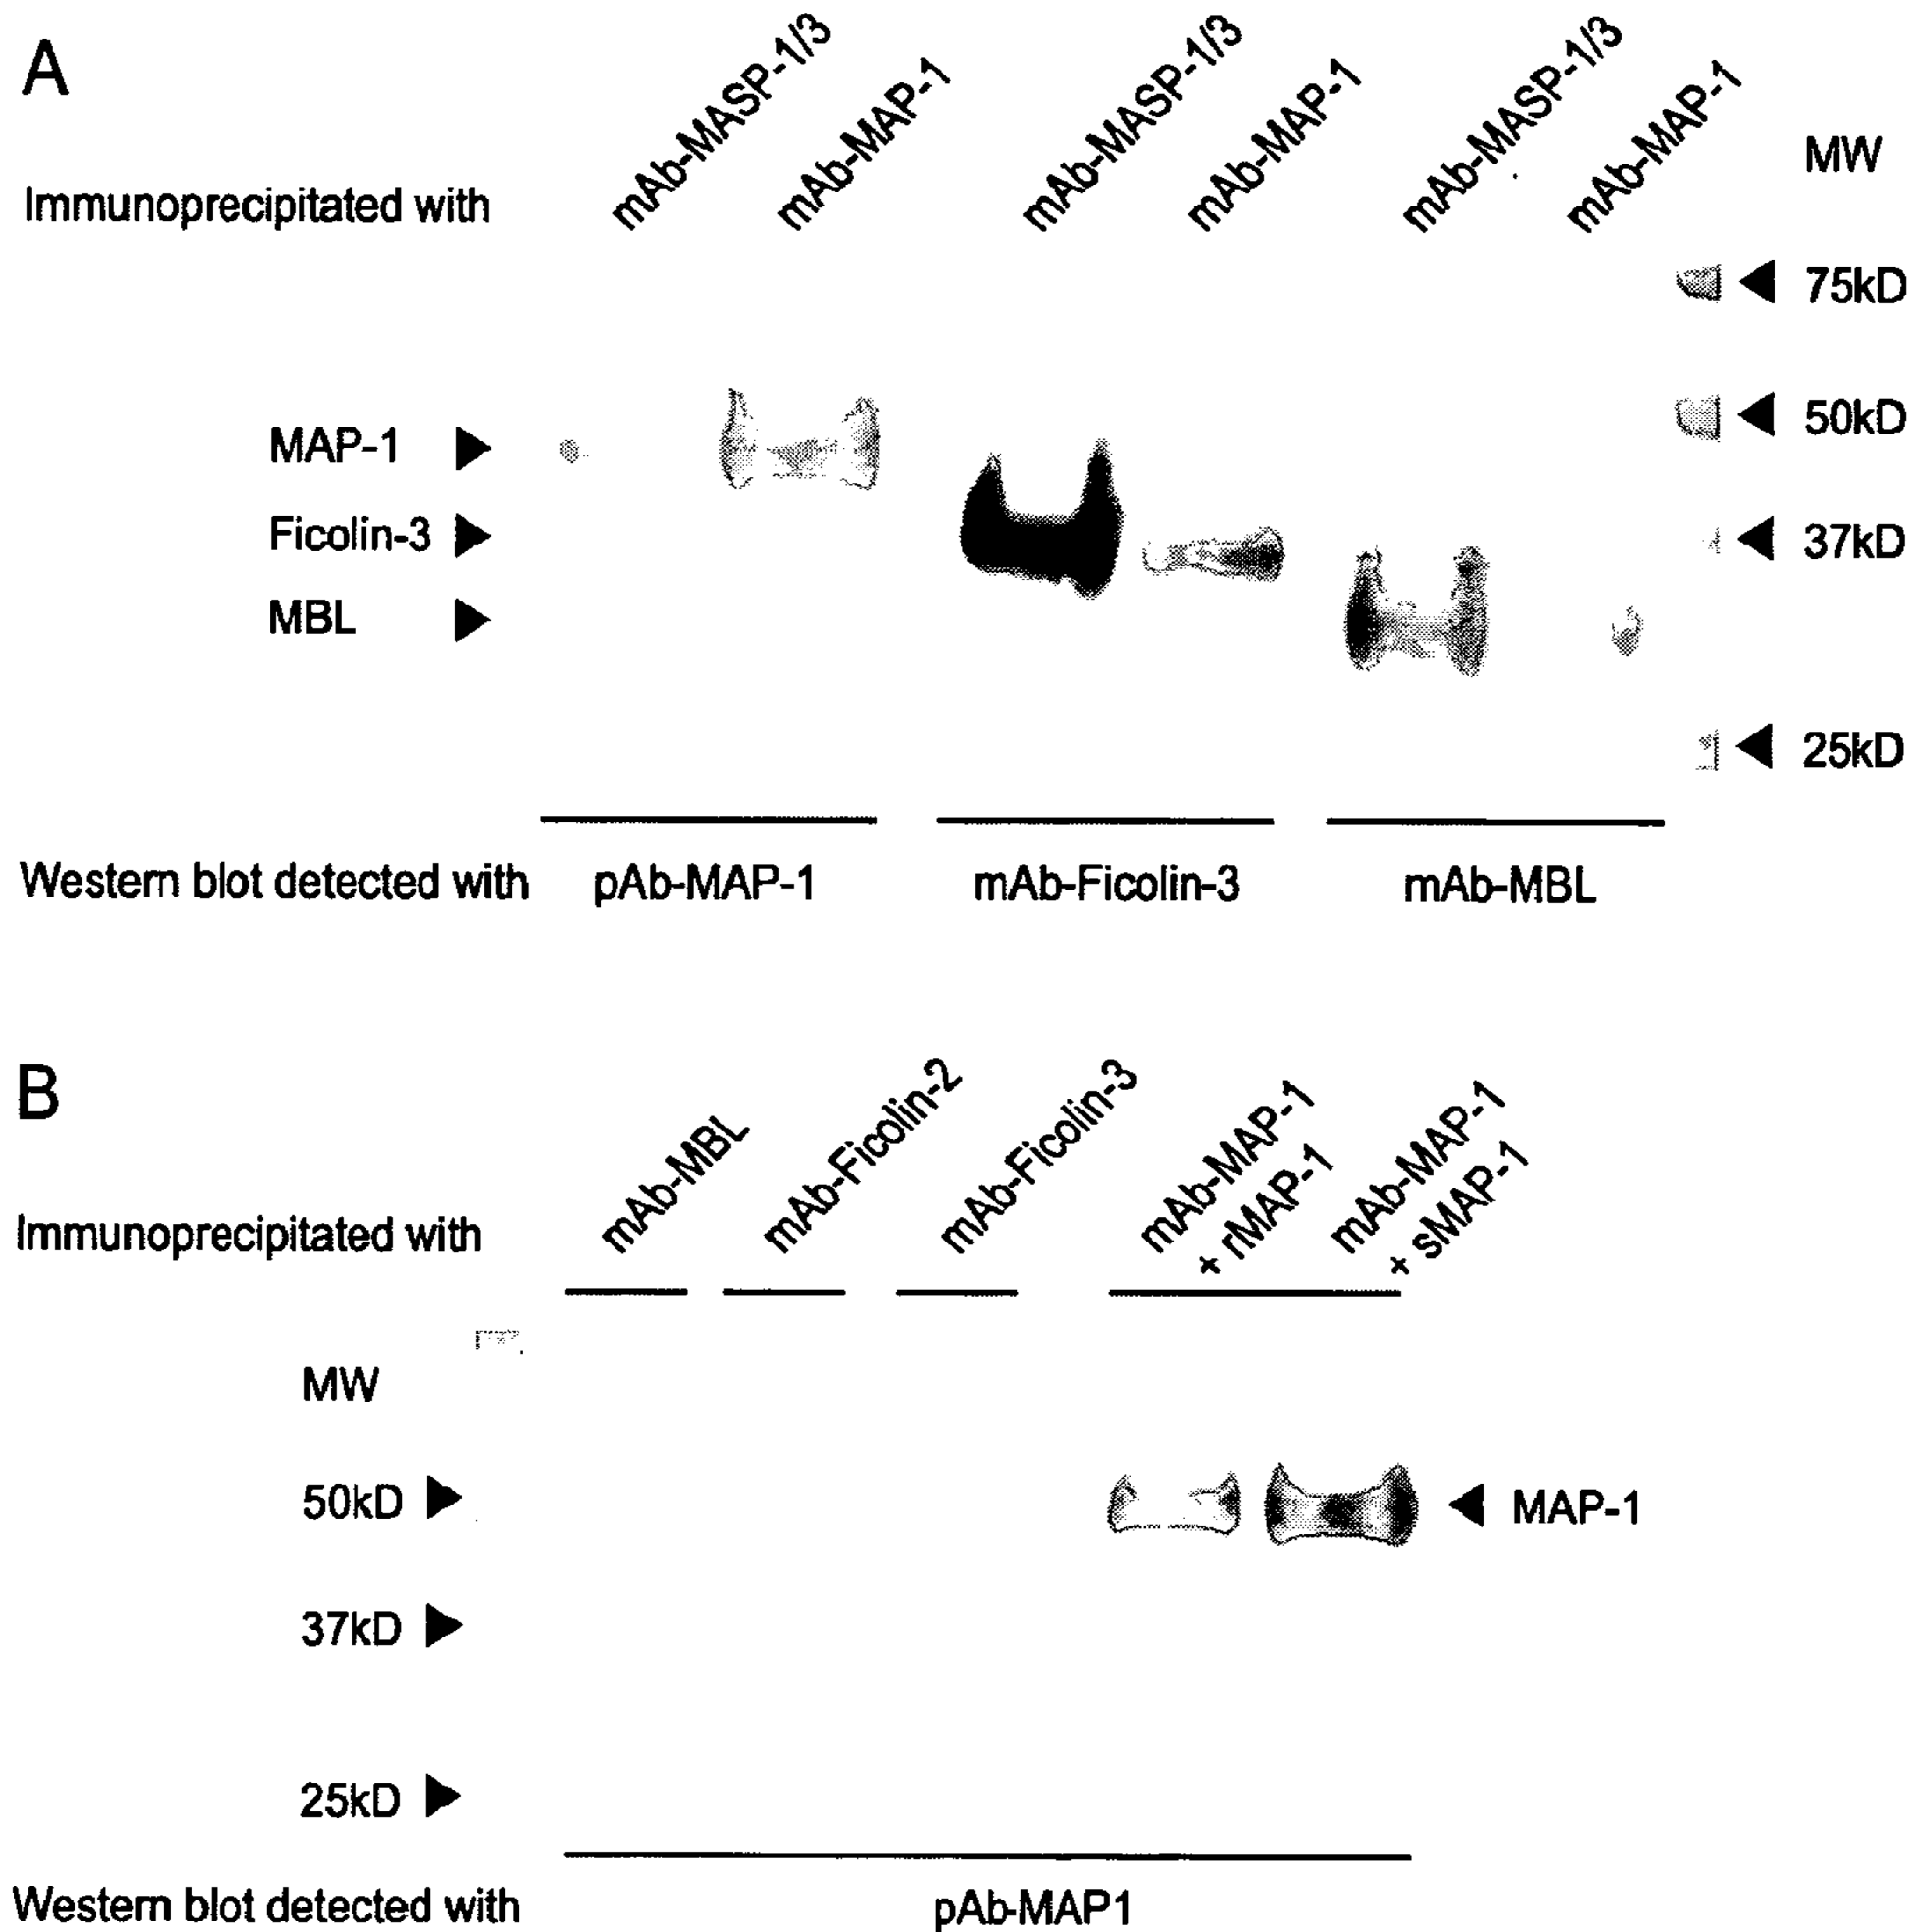 A
mAb-MASP-1/3
mAb-MAP-1
mAb-MASP-1/3
mAb-MAP-1
mAb-MASP-1/3
mAb-MAP-1
MW
Immunoprecipitated with
75kD
50kD
MAP-1
Ficolin-3
37kD
MBL
25kD
Western blot detected with
pAb-MAP-1
mAb-Ficolin-3
mAb-MBL
B
mAb-MBL
mAb-Ficolin-2
mAb-Ficolin-3
mAb-MAP-1
+ rMAP-1
mAb-MAP-1
+ sMAP-1
Immunoprecipitated with
MW
50kD
MAP-1
37kD
25kD
Western blot detected with
pAb-MAP1